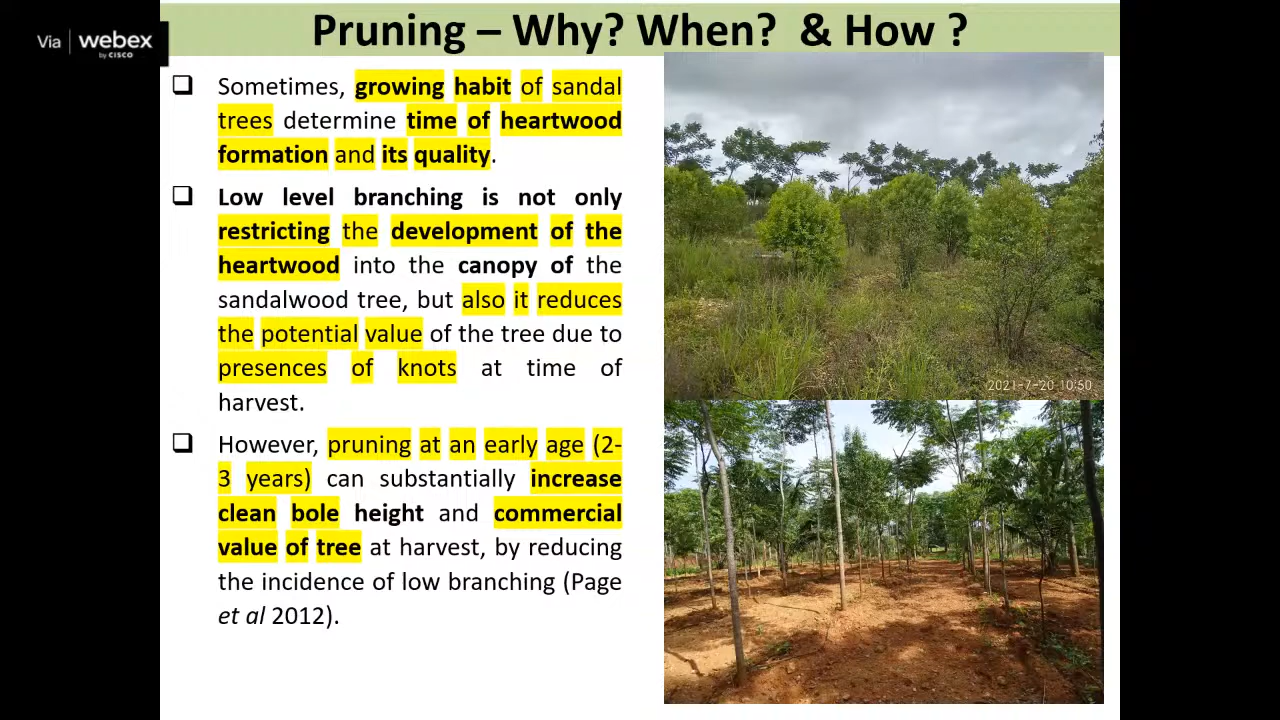 Via webex
by CISCO
Pruning – Why? When? & How ?
Sometimes, growing habit of sandal
trees determine time of heartwood
formation and its quality.
Low level branching is not only
restricting the development of the
heartwood into the canopy of the
sandalwood tree, but also it reduces
the potential value of the tree due to
presences of knots at time of
harvest.
However, pruning at an early age (2-
3 years) can substantially increase
clean bole height and commercial
value of tree at harvest, by reducing
the incidence of low branching (Page
et al 2012).
2021-7-20 10:50